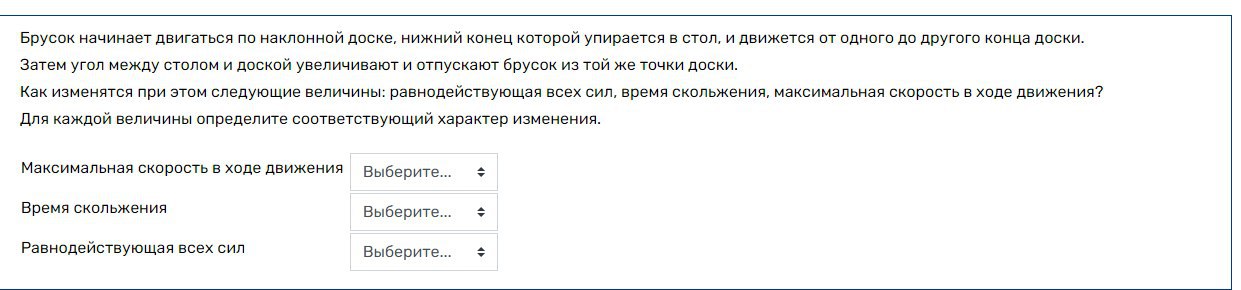 Брусок начинает двигаться по наклонной доске, нижний конец которой упирается в стол, и движется от одного до другого конца доски.
Затем угол между столом и доской увеличивают и отпускают брусок из той же точки доски.
Как изменятся при этом следующие величины: равнодействующая всех сил, время скольжения, максимальная скорость в ходе движения?
Для каждой величины определите соответствующий характер изменения.
Максимальная скорость в ходе движения Выберите...
Время скольжения Выберите...
Равнодействующая всех сил Выберите...